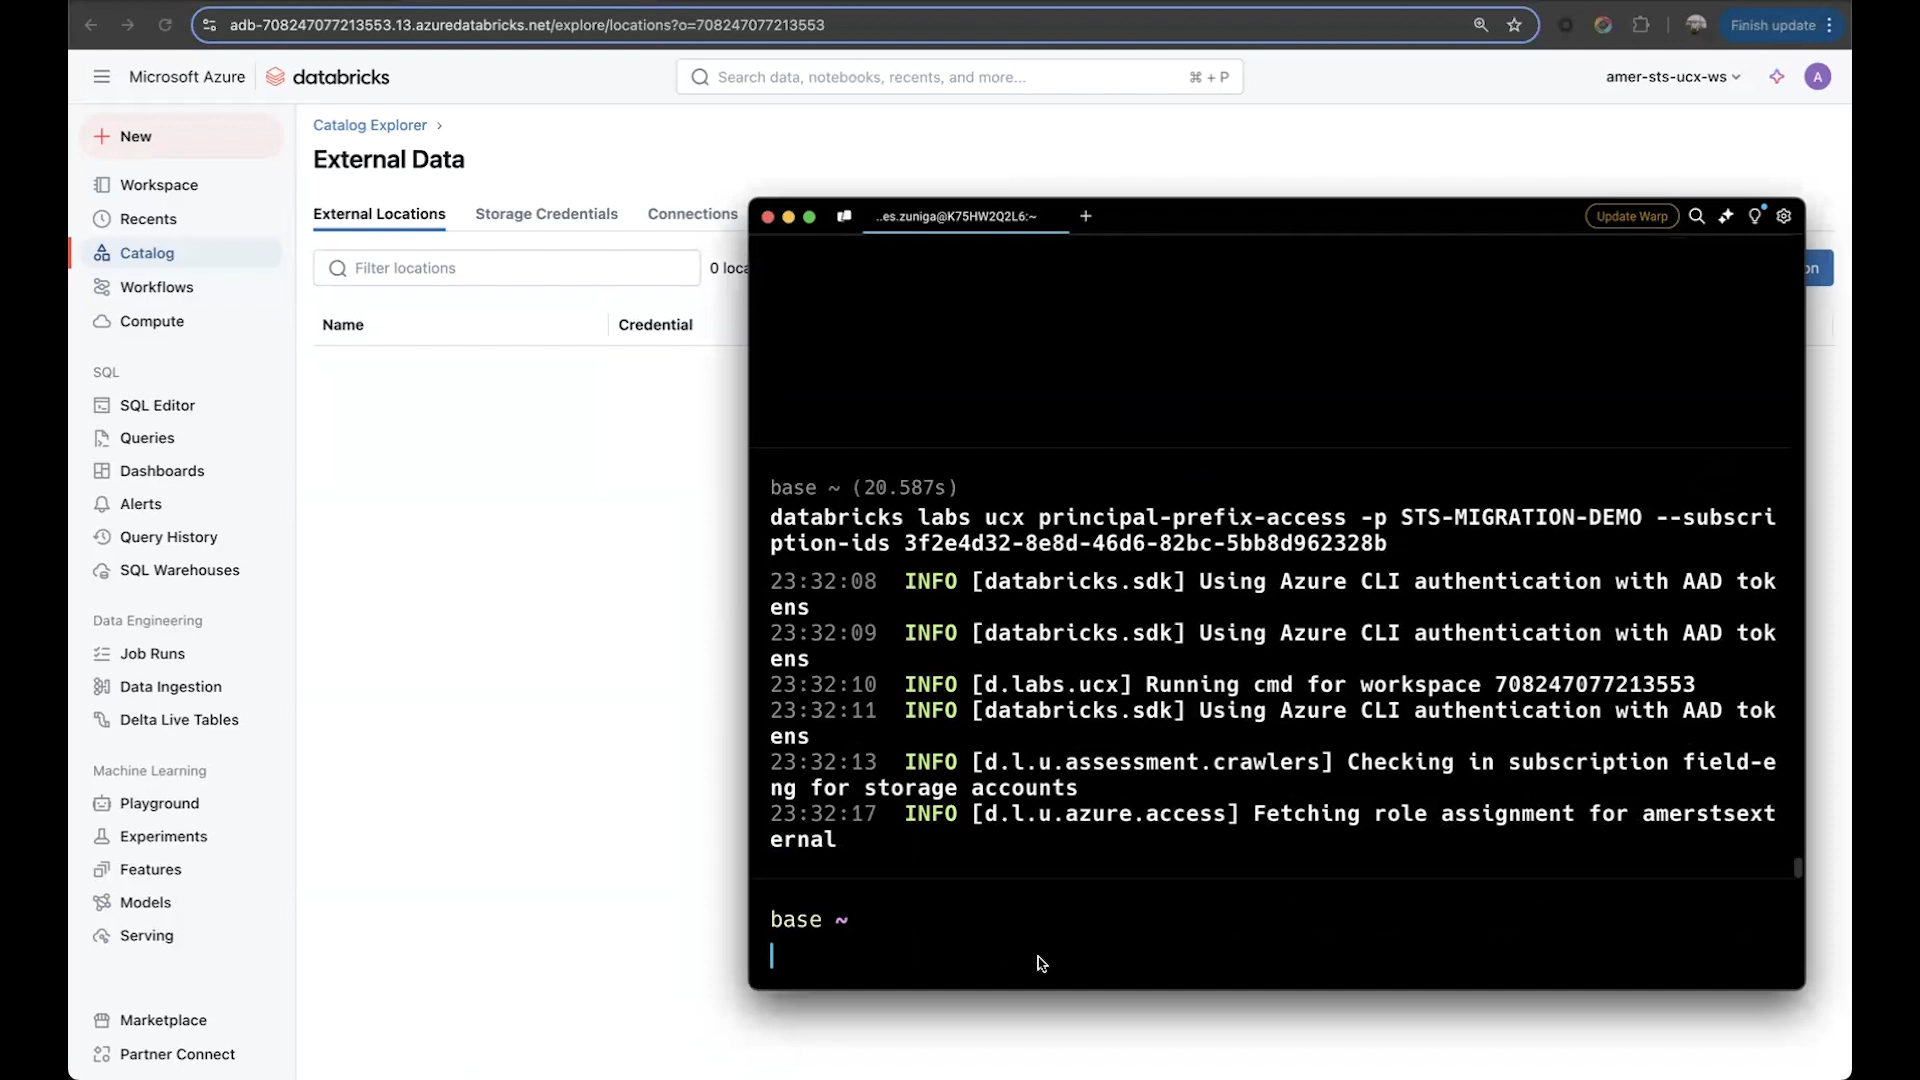 adb-708247077213553.13.azuredatabricks.net/explore/locations?o=708247077213553
Finish update
Microsoft Azure
databricks
Search data, notebooks, recents, and more...
⌘ + P
amer-sts-ucx-ws
A
New
Workspace
Recents
Catalog
Workflows
Compute
SQL
SQL Editor
Queries
Dashboards
Alerts
Query History
SQL Warehouses
Data Engineering
Job Runs
Data Ingestion
Delta Live Tables
Machine Learning
Playground
Experiments
Features
Models
Serving
Marketplace
Partner Connect
Catalog Explorer ›
External Data
External Locations
Storage Credentials
Connections
Filter locations
0 loca
on
Name
Credential
..es.zuniga@K75HW2Q2L6:~
+
Update Warp
base ~ (20.587s)
databricks labs ucx principal-prefix-access -p STS-MIGRATION-DEMO --subscri
ption-ids 3f2e4d32-8e8d-46d6-82bc-5bb8d962328b
23:32:08 INFO [databricks.sdk] Using Azure CLI authentication with AAD tok
ens
23:32:09 INFO [databricks.sdk] Using Azure CLI authentication with AAD tok
ens
23:32:10 INFO [d.labs.ucx] Running cmd for workspace 708247077213553
23:32:11 INFO [databricks.sdk] Using Azure CLI authentication with AAD tok
ens
23:32:13 INFO [d.l.u.assessment.crawlers] Checking in subscription field-e
ng for storage accounts
23:32:17 INFO [d.l.u.azure.access] Fetching role assignment for amerstsext
ernal
base ~